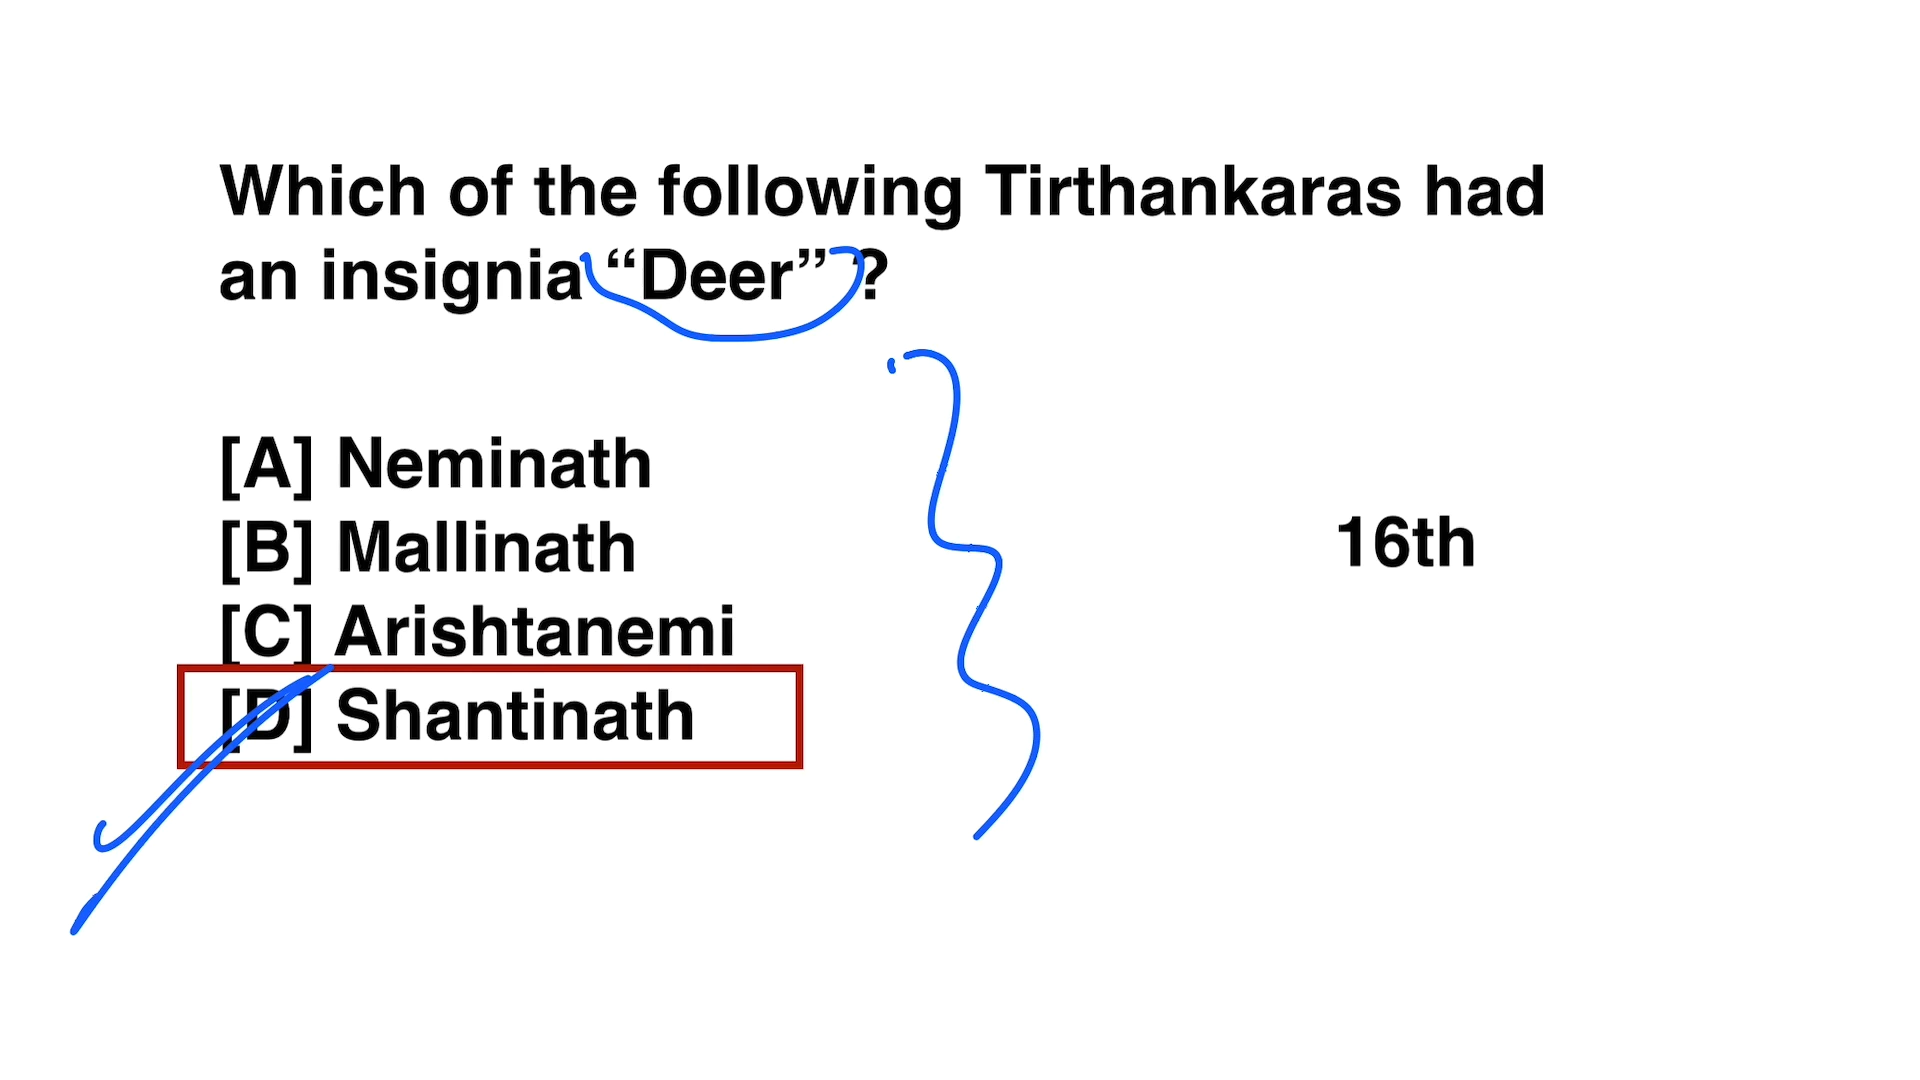 Which of the following Tirthankaras had
an insignia “Deer” ?
[A] Neminath
[B] Mallinath
[C] Arishtanemi
[D] Shantinath
16th